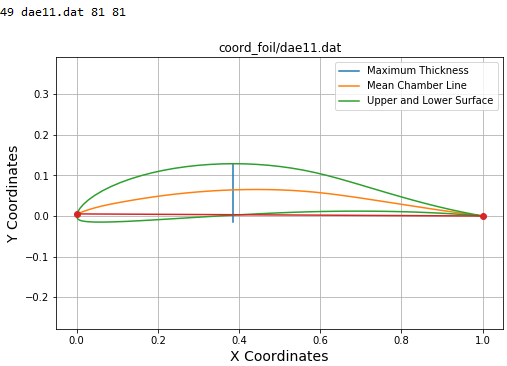 49 dae11.dat 81 81
coord_foil/dae11.dat
Maximum Thickness
Mean Chamber Line
Upper and Lower Surface
Y Coordinates
0.3
0.2
0.1
0.0
−0.1
−0.2
0.0 0.2 0.4 0.6 0.8 1.0
X Coordinates